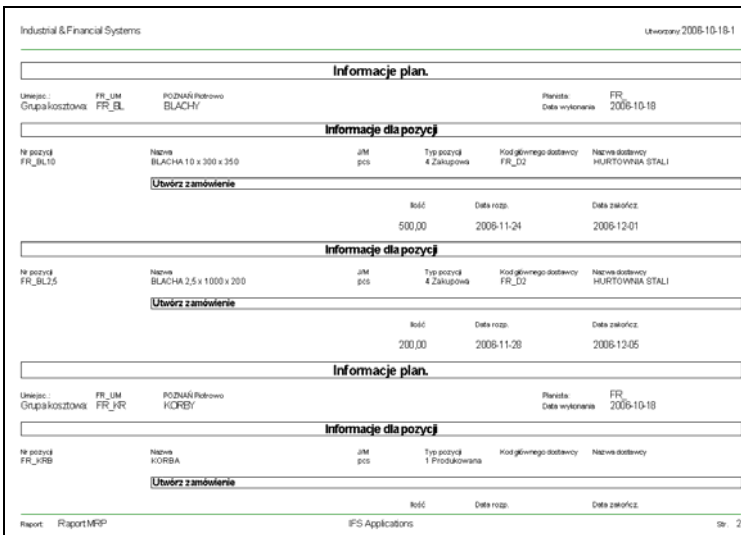 Industrial & Financial Systems Utworzony 2006-10-18-1
Informacje plan.
Umiejsc.: FR_UM POZNAŃ Piotrowo Planista: FR_
Grupa kosztowa: FR_BL BLACHY Data wykonania 2006-10-18
Informacje dla pozycji
Nr pozycji Nazwa J/M Typ pozycji Kod głównego dostawcy Nazwa dostawcy
FR_BL10 BLACHA 10 x 300 x 350 pcs 4 Zakupowa FR_D2 HURTOWNIA STALI
Utwórz zamówienie
Ilość Data rozp. Data zakończ.
500,00 2006-11-24 2006-12-01
Informacje dla pozycji
Nr pozycji Nazwa J/M Typ pozycji Kod głównego dostawcy Nazwa dostawcy
FR_BL2,5 BLACHA 2,5 x 1000 x 200 pcs 4 Zakupowa FR_D2 HURTOWNIA STALI
Utwórz zamówienie
Ilość Data rozp. Data zakończ.
200,00 2006-11-28 2006-12-05
Informacje plan.
Umiejsc.: FR_UM POZNAŃ Piotrowo Planista: FR_
Grupa kosztowa: FR_KR KORBY Data wykonania 2006-10-18
Informacje dla pozycji
Nr pozycji Nazwa J/M Typ pozycji Kod głównego dostawcy Nazwa dostawcy
FR_KRB KORBA pcs 1 Produkowana
Utwórz zamówienie
Ilość Data rozp. Data zakończ.
Raport: Raport MRP IFS Applications Str. 2